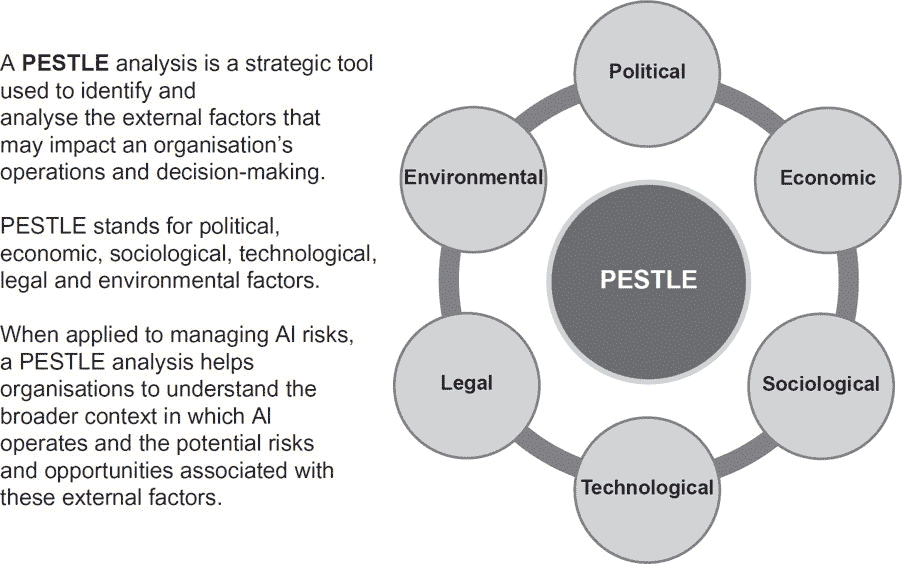 A PESTLE analysis is a strategic tool
used to identify and
analyse the external factors that
may impact an organisation's
operations and decision-making.
PESTLE stands for political,
economic, sociological, technological,
legal and environmental factors.
When applied to managing AI risks,
a PESTLE analysis helps
organisations to understand the
broader context in which AI
operates and the potential risks
and opportunities associated with
these external factors.
Political
Economic
Sociological
Technological
Legal
Environmental
PESTLE